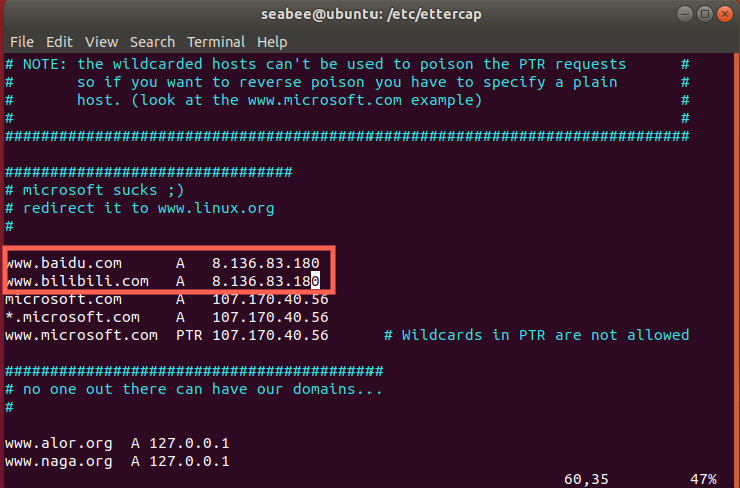 seabee@ubuntu: /etc/ettercap
File Edit View Search Terminal Help
# NOTE: the wildcarded hosts can't be used to poison the PTR requests #
# so if you want to reverse poison you have to specify a plain #
# host. (look at the www.microsoft.com example) #
# #
############################################################################
################################
# microsoft sucks ;)
# redirect it to www.linux.org
#
www.baidu.com A 8.136.83.180
www.bilibili.com A 8.136.83.180
microsoft.com A 107.170.40.56
*.microsoft.com A 107.170.40.56
www.microsoft.com PTR 107.170.40.56 # Wildcards in PTR are not allowed
##########################################
# no one out there can have our domains...
#
www.alor.org A 127.0.0.1
www.naga.org A 127.0.0.1
60,35 47%